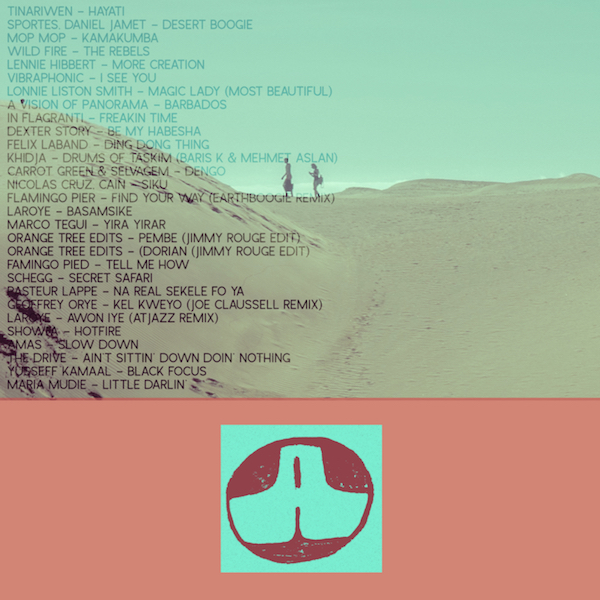 TINARIWEN – HAYATI
SPORTES, DANIEL JAMET – DESERT BOOGIE
MOP MOP – KAMAKUMBA
WILD FIRE – THE REBELS
LENNIE HIBBERT – MORE CREATION
VIBRAPHONIC – I SEE YOU
LONNIE LISTON SMITH – MAGIC LADY (MOST BEAUTIFUL)
A VISION OF PANORAMA – BARBADOS
IN FLAGRANTI – FREAKIN TIME
DEXTER STORY – BE MY HABESHA
FELIX LABAND – DING DONG THING
KHIDJA – DRUMS OF TASKIM (BARIS K & MEHMET ASLAN)
CARROT GREEN & SELVAGEM – DENGO
NICOLAS CRUZ, CAIN – SIKU
FLAMINGO PIER – FIND YOUR WAY (EARTHBOOGIE REMIX)
LAROYE – BASAMSIKE
MARCO TEGUI – YIRA YIRAR
ORANGE TREE EDITS – PEMBE (JIMMY ROUGE EDIT)
ORANGE TREE EDITS – (DORIAN (JIMMY ROUGE EDIT)
FAMINGO PIED – TELL ME HOW
SCHEGG – SECRET SAFARI
PASTEUR LAPPE – NA REAL SEKELE FO YA
GEOFFREY ORYE – KEL KWEYO (JOE CLAUSSELL REMIX)
LAROYE – AWON IYE (ATJAZZ REMIX)
– HOTFIRE
AMAS – SLOW DOWN
THE DRIVE – AIN'T SITTIN' DOWN DOIN' NOTHING
YUSSEFF KAMAAL – BLACK FOCUS
MARIA MUDIE – LITTLE DARLIN'